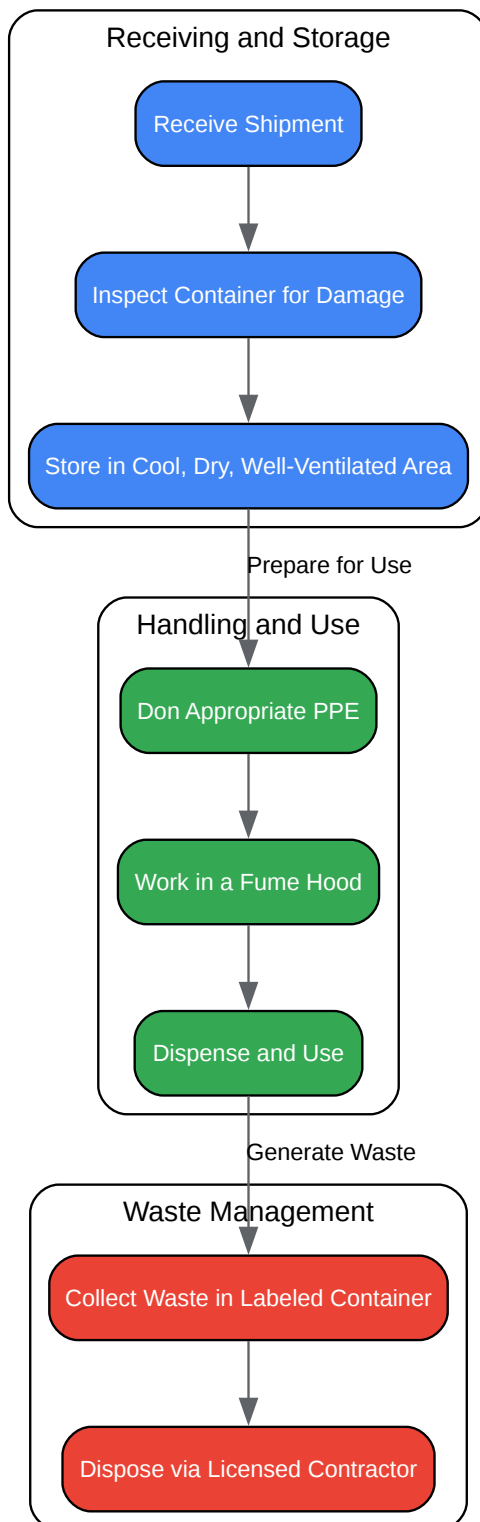 Receiving and Storage
Receive Shipment
Inspect Container for Damage
Store in Cool, Dry, Well-Ventilated Area
Prepare for Use
Handling and Use
Don Appropriate PPE
Work in a Fume Hood
Dispense and Use
Generate Waste
Waste Management
Collect Waste in Labeled Container
Dispose via Licensed Contractor